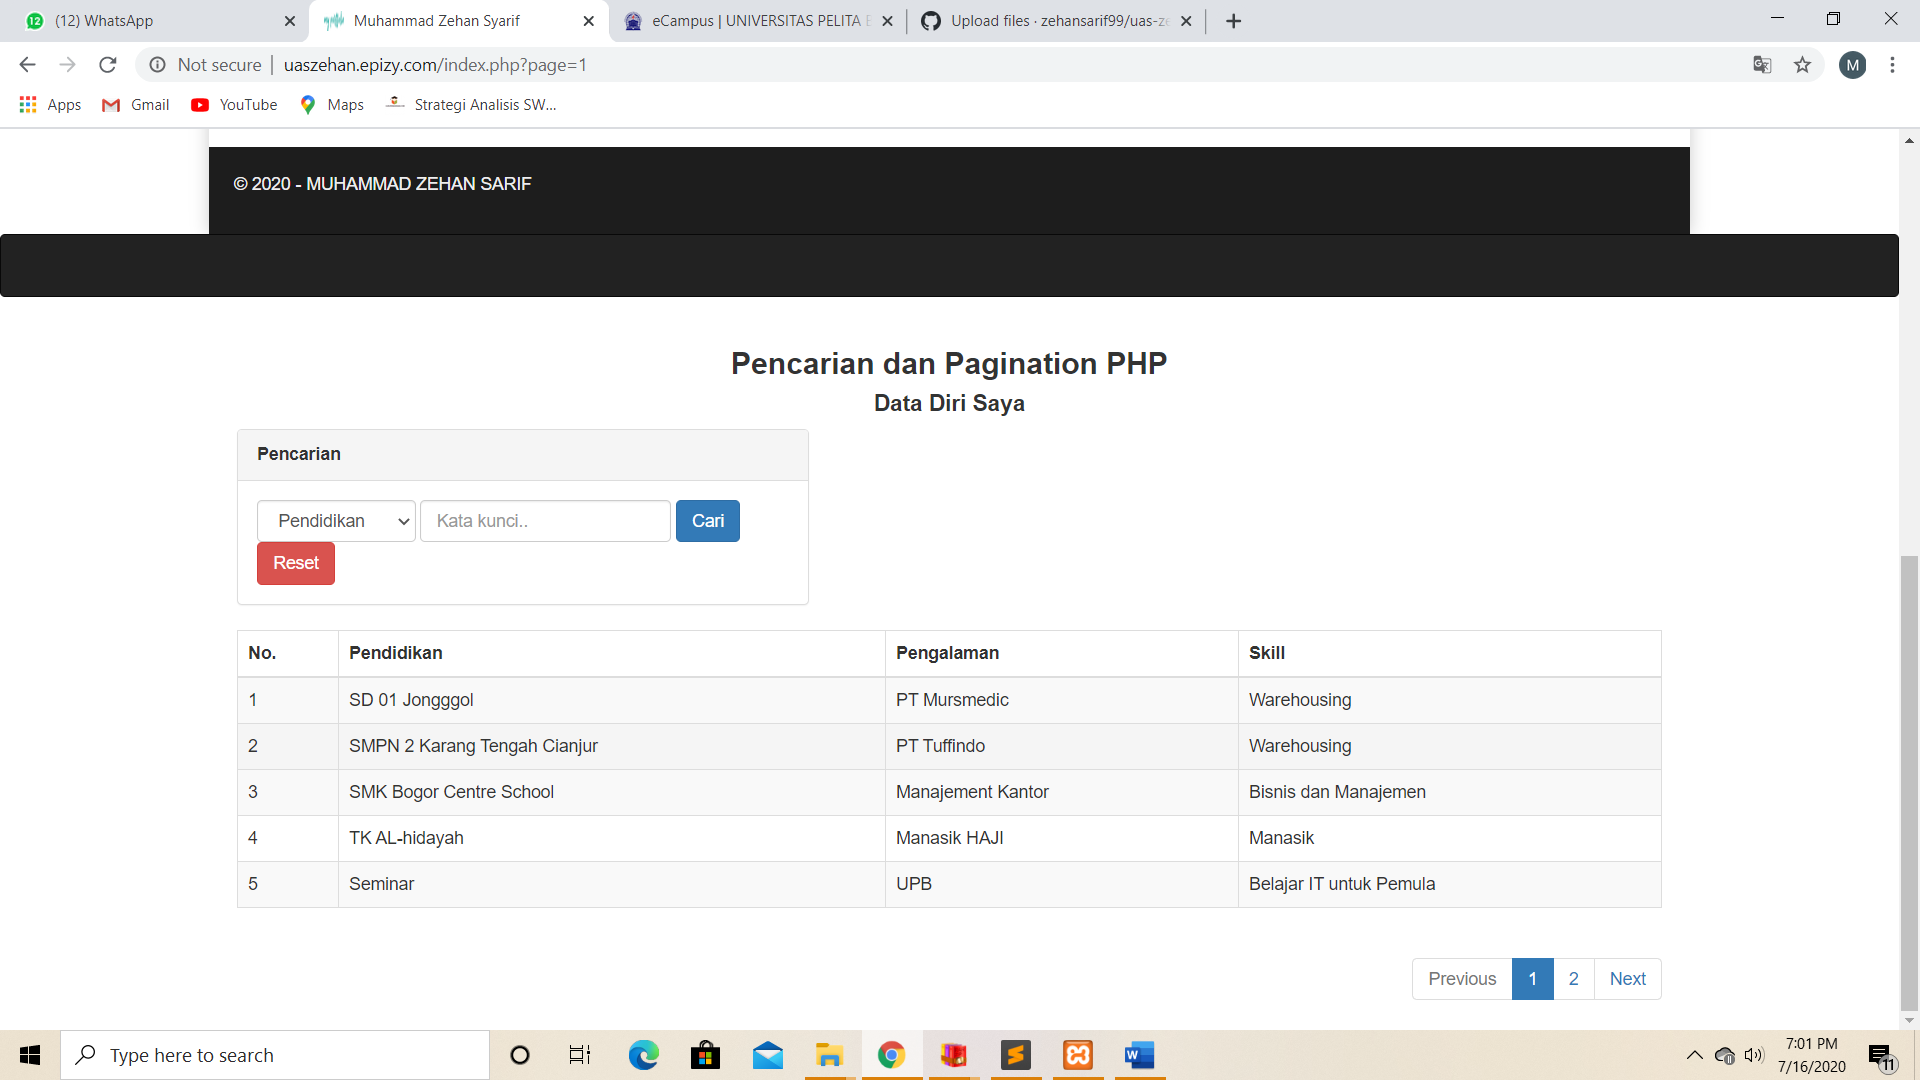 (12) WhatsApp
Muhammad Zehan Syarif
eCampus | UNIVERSITAS PELITA
Upload files · zehansarif99/uas-z
Not secure | uaszehan.epizy.com/index.php?page=1
M
Apps
Gmail
YouTube
Maps
Strategi Analisis SW...
© 2020 - MUHAMMAD ZEHAN SARIF
Pencarian dan Pagination PHP
Data Diri Saya
Pencarian
Pendidikan Kata kunci.. Cari
Reset
No. Pendidikan Pengalaman Skill
1 SD 01 Jongggol PT Mursmedic Warehousing
2 SMPN 2 Karang Tengah Cianjur PT Tuffindo Warehousing
3 SMK Bogor Centre School Manajement Kantor Bisnis dan Manajemen
4 TK AL-hidayah Manasik HAJI Manasik
5 Seminar UPB Belajar IT untuk Pemula
Previous 1 2 Next
Type here to search
7:01 PM
7/16/2020
11